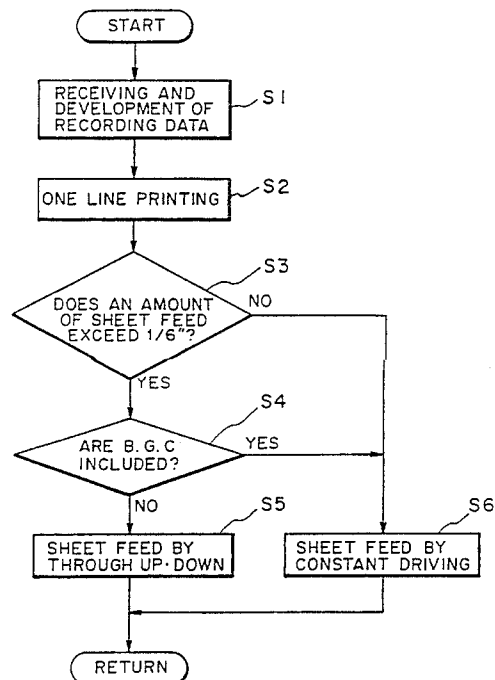 START
RECEIVING AND
DEVELOPMENT OF
RECORDING DATA
S1
ONE LINE PRINTING
S2
DOES AN AMOUNT
OF SHEET FEED
EXCEED 1/6"?
S3
NO
YES
ARE B.G.C
INCLUDED?
S4
YES
NO
SHEET FEED BY
THROUGH UP·DOWN
S5
SHEET FEED BY
CONSTANT DRIVING
S6
RETURN